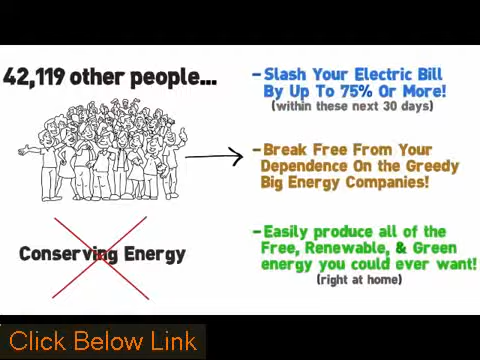 42,119 other people...
– Slash Your Electric Bill
By Up To 75% Or More!
(within these next 30 days)
– Break Free From Your
Dependence On the Greedy
Big Energy Companies!
Conserving Energy
– Easily produce all of the
Free, Renewable, & Green
energy you could ever want!
(right at home)
Click Below Link